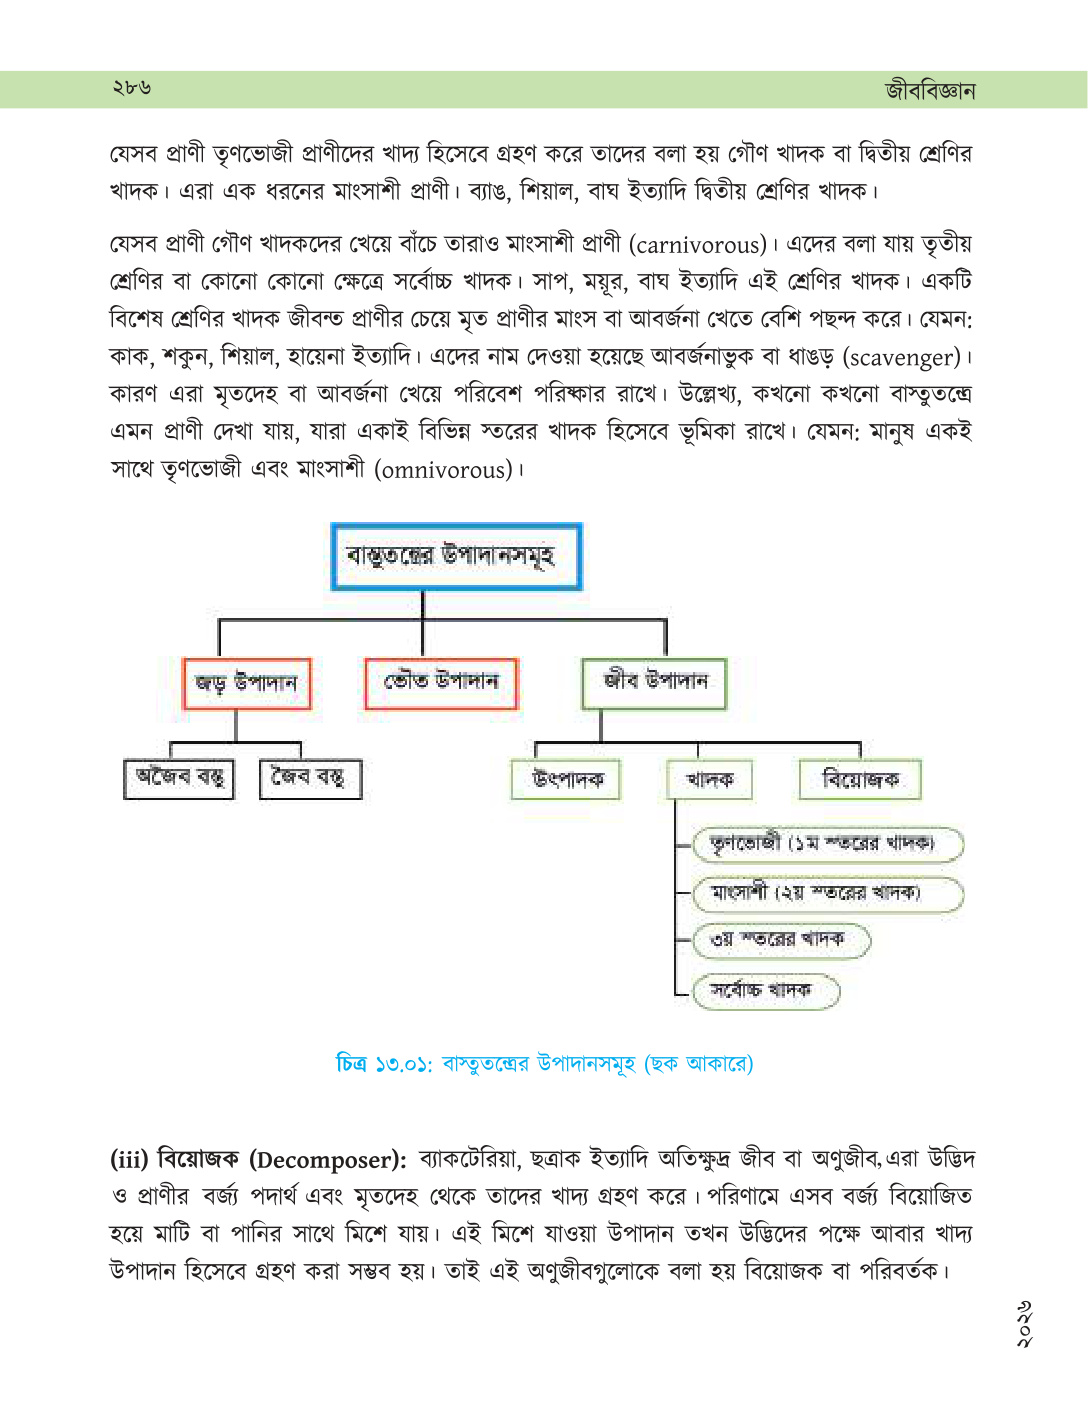 ২৮৬
জীববিজ্ঞান
যেসব প্রাণী তৃণভোজী প্রাণীদের খাদ্য হিসেবে গ্রহণ করে তাদের বলা হয় গৌণ খাদক বা দ্বিতীয় শ্রেণির
খাদক। এরা এক ধরনের মাংসাশী প্রাণী। ব্যাঙ, শিয়াল, বাঘ ইত্যাদি দ্বিতীয় শ্রেণির খাদক।
যেসব প্রাণী গৌণ খাদকদের খেয়ে বাঁচে তারাও মাংসাশী প্রাণী (carnivorous)। এদের বলা যায় তৃতীয়
শ্রেণির বা কোনো কোনো ক্ষেত্রে সর্বোচ্চ খাদক। সাপ, ময়ূর, বাঘ ইত্যাদি এই শ্রেণির খাদক। একটি
বিশেষ শ্রেণির খাদক জীবন্ত প্রাণীর চেয়ে মৃত প্রাণীর মাংস বা আবর্জনা খেতে বেশি পছন্দ করে। যেমন:
কাক, শকুন, শিয়াল, হায়েনা ইত্যাদি। এদের নাম দেওয়া হয়েছে আবর্জনাভুক বা ধাঙড় (scavenger)।
কারণ এরা মৃতদেহ বা আবর্জনা খেয়ে পরিবেশ পরিষ্কার রাখে। উল্লেখ্য, কখনো কখনো বাস্তুতন্ত্রে
এমন প্রাণী দেখা যায়, যারা একাই বিভিন্ন স্তরের খাদক হিসেবে ভূমিকা রাখে। যেমন: মানুষ একই
সাথে তৃণভোজী এবং মাংসাশী (omnivorous)।
বাস্তুতন্ত্রের উপাদানসমূহ
জড় উপাদান
ভৌত উপাদান
জীব উপাদান
অজৈব বস্তু
জৈব বস্তু
উৎপাদক
খাদক
বিয়োজক
তৃণভোজী (১ম স্তরের খাদক)
মাংসাশী (২য় স্তরের খাদক)
৩য় স্তরের খাদক
সর্বোচ্চ খাদক
চিত্র ১৩.০১: বাস্তুতন্ত্রের উপাদানসমূহ (ছক আকারে)
(iii) বিয়োজক (Decomposer): ব্যাকটেরিয়া, ছত্রাক ইত্যাদি অতিক্ষুদ্র জীব বা অণুজীব, এরা উদ্ভিদ
ও প্রাণীর বর্জ্য পদার্থ এবং মৃতদেহ থেকে তাদের খাদ্য গ্রহণ করে। পরিণামে এসব বর্জ্য বিয়োজিত
হয়ে মাটি বা পানির সাথে মিশে যায়। এই মিশে যাওয়া উপাদান তখন উদ্ভিদের পক্ষে আবার খাদ্য
উপাদান হিসেবে গ্রহণ করা সম্ভব হয়। তাই এই অণুজীবগুলোকে বলা হয় বিয়োজক বা পরিবর্তক।
২০২৬